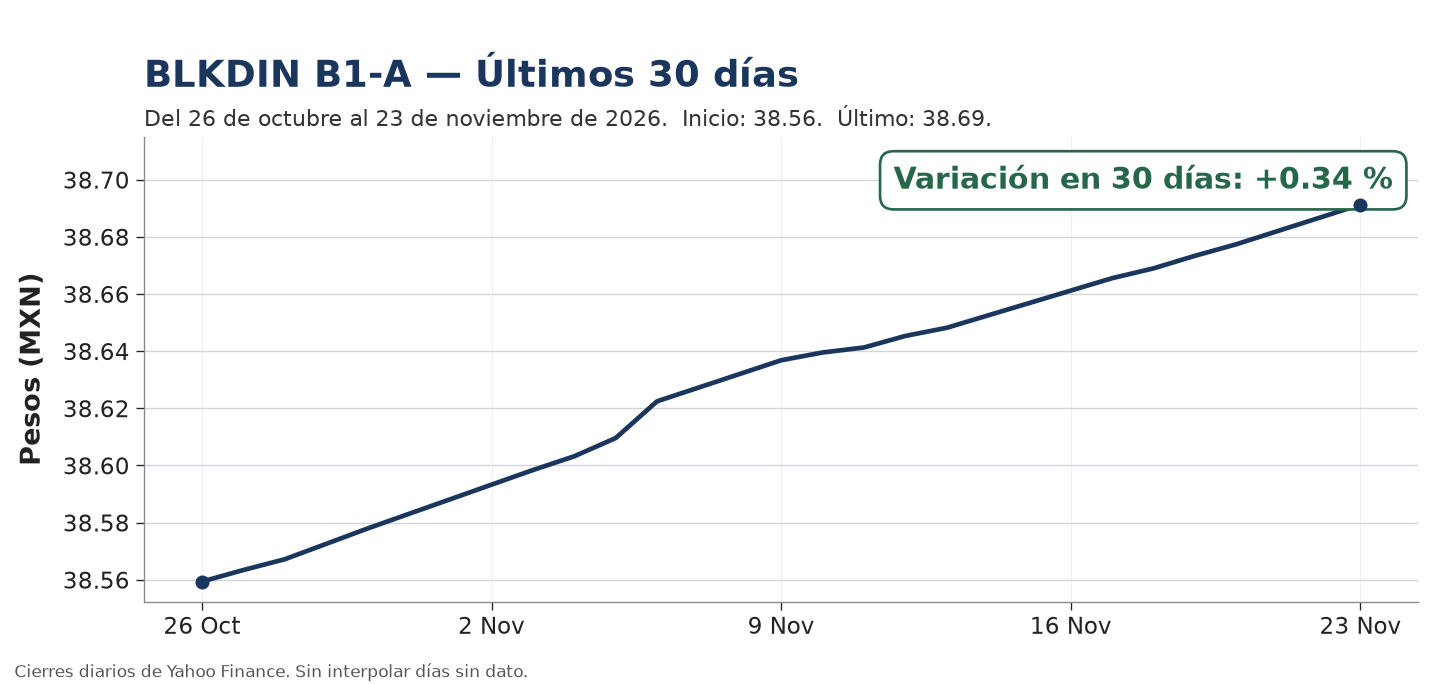 BLKDIN B1-A — Últimos 30 días
Del 26 de octubre al 23 de noviembre de 2026.  Inicio: 38.56.  Último: 38.69.
Variación en 30 días: +0.34 %
Pesos (MXN)
38.70
38.68
38.66
38.64
38.62
38.60
38.58
38.56
26 Oct
2 Nov
9 Nov
16 Nov
23 Nov
Cierres diarios de Yahoo Finance. Sin interpolar días sin dato.